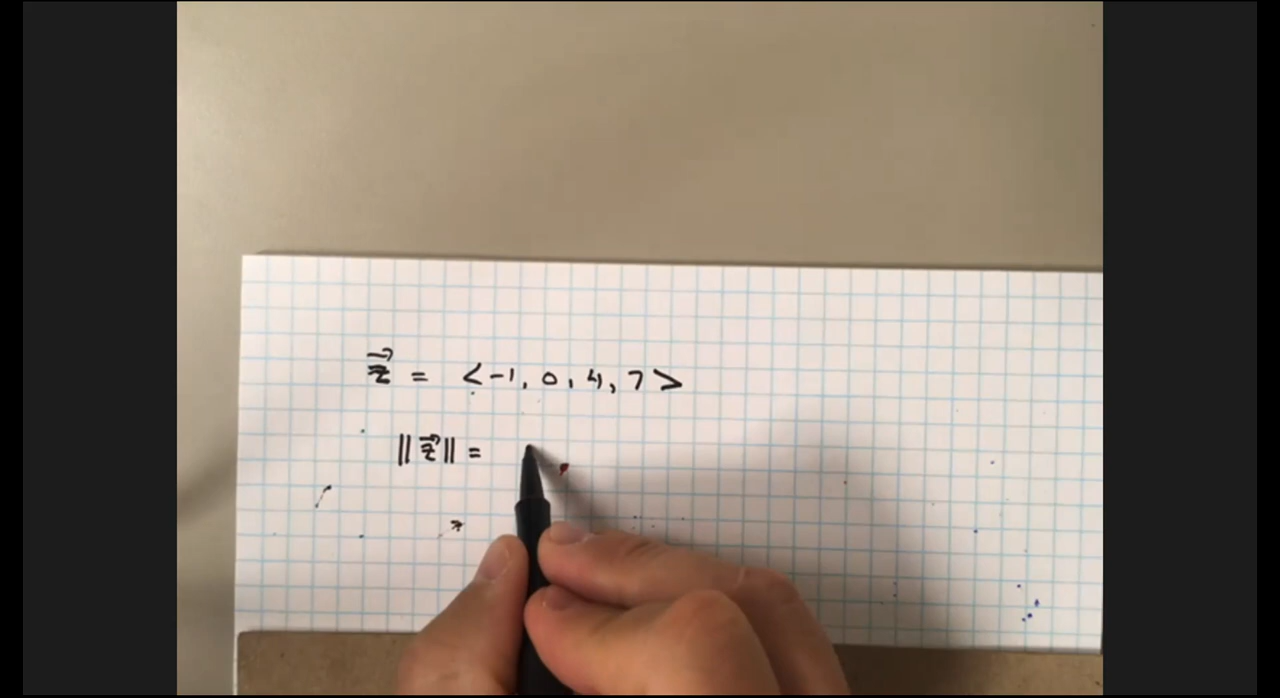 z⃗ = <-1, 0, 4, 7>
||z⃗|| =